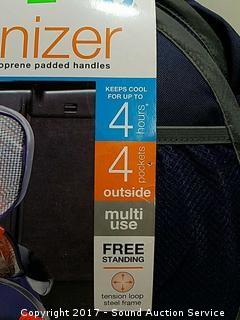 nizer
oprene padded handles
KEEPS COOL
FOR UP TO
4 hours
4 pockets
outside
multi
use
FREE
STANDING
tension loop
steel frame
Copyright © 2017 - Sound Auction Service